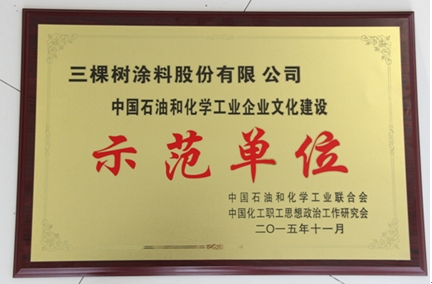 三棵树涂料股份有限公司
中国石油和化学工业企业文化建设
示范单位
中国石油和化学工业联合会
中国化工职工思想政治工作研究会
二〇一五年十一月